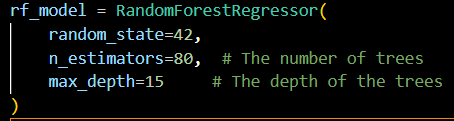 rf_model = RandomForestRegressor(
    random_state=42,
    n_estimators=80,  # The number of trees
    max_depth=15     # The depth of the trees
)